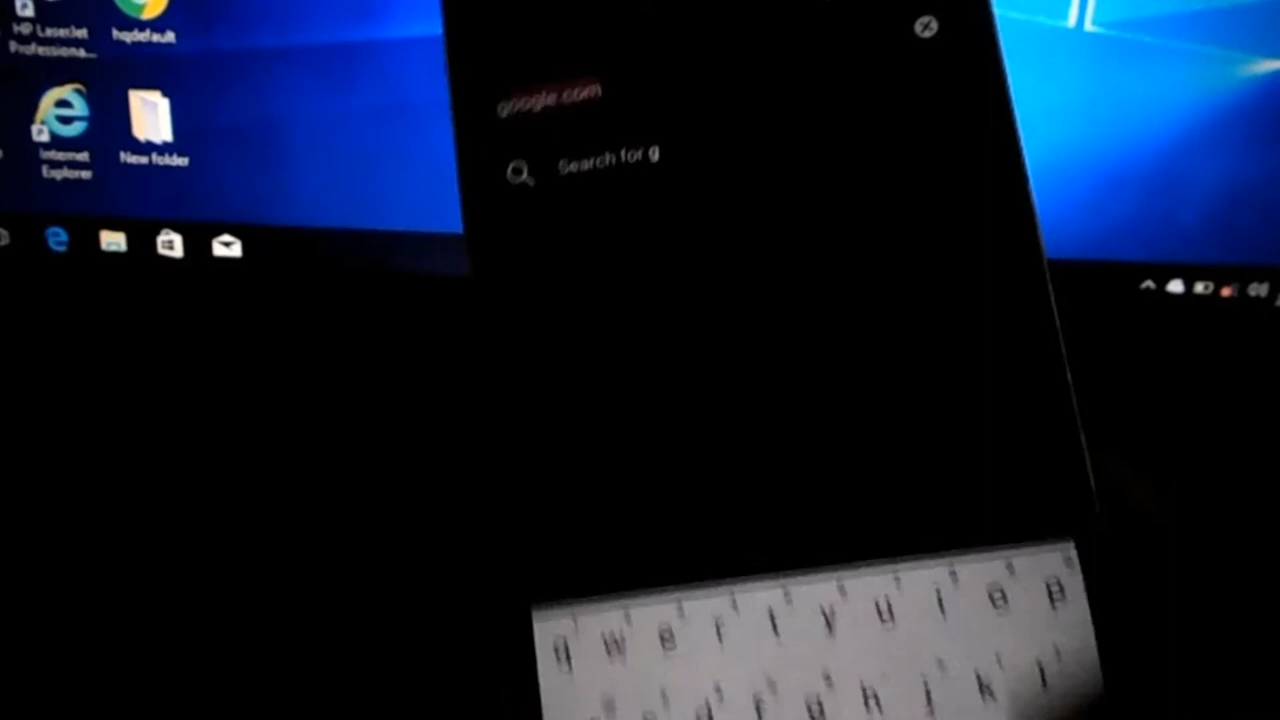 HP LaserJet
Professiona...
hqdefault
Internet
Explorer
New folder
google.com
Search for g
q w e r t y u i o p
d f g h j k l